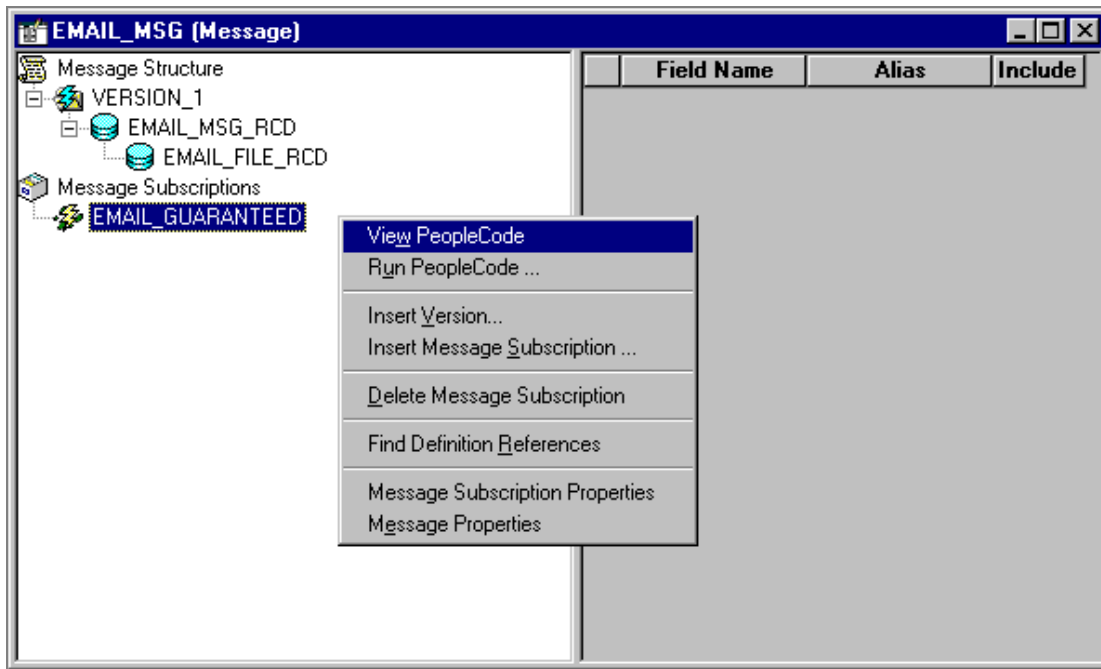 EMAIL_MSG (Message)
Message Structure
VERSION_1
EMAIL_MSG_RCD
EMAIL_FILE_RCD
Message Subscriptions
EMAIL_GUARANTEED
Field Name Alias Include
View PeopleCode
Run PeopleCode ...
Insert Version...
Insert Message Subscription ...
Delete Message Subscription
Find Definition References
Message Subscription Properties
Message Properties